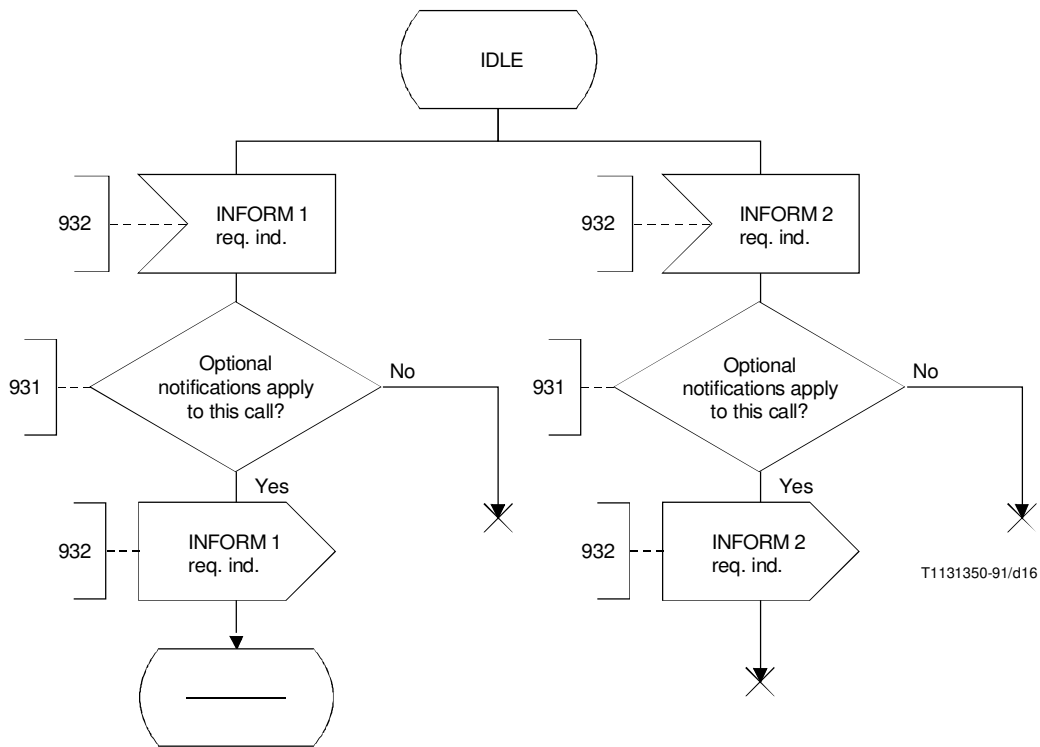 IDLE
932
INFORM 1
req. ind.
932
INFORM 2
req. ind.
931
Optional
notifications apply
to this call?
No
931
Optional
notifications apply
to this call?
No
Yes
Yes
932
INFORM 1
req. ind.
932
INFORM 2
req. ind.
T1131350-91/d16